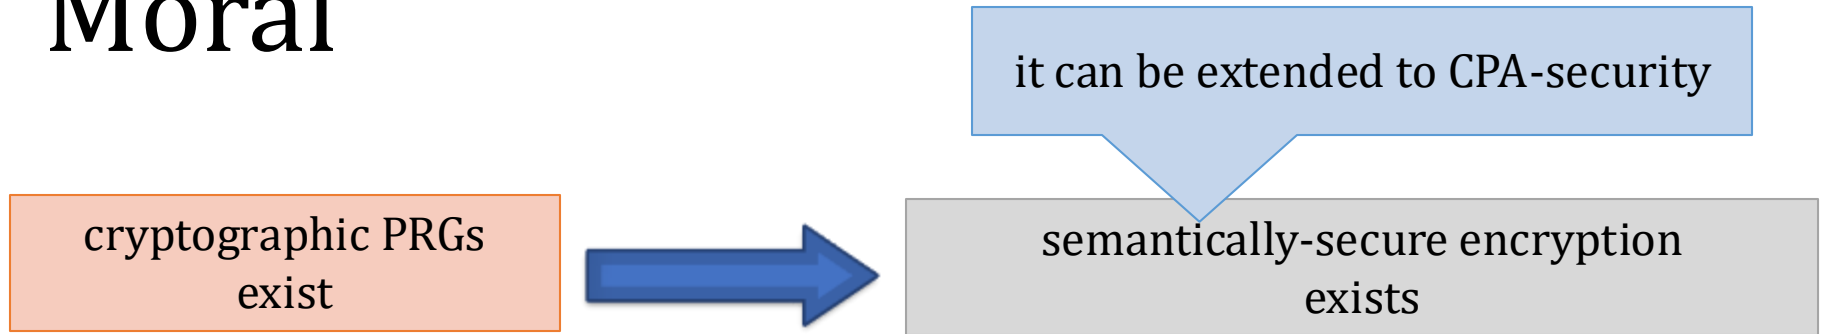 Moral
it can be extended to CPA-security
cryptographic PRGs
exist
semantically-secure encryption
exists